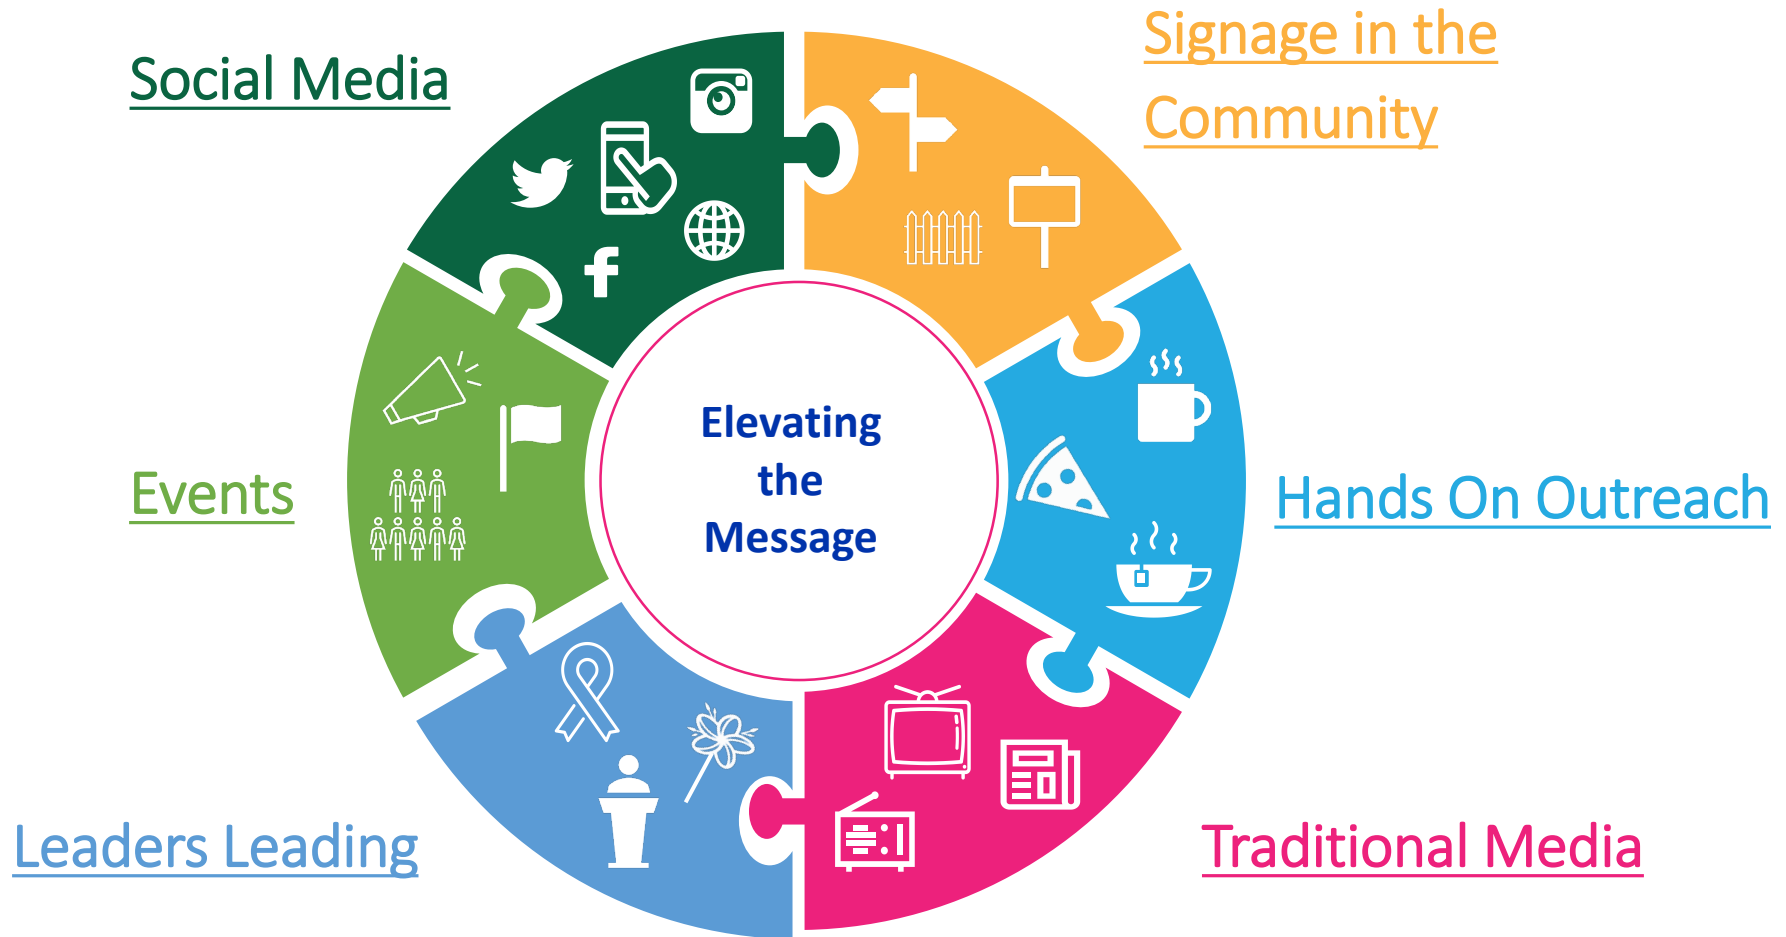 Social Media
Signage in the
Community
Events
Elevating
the
Message
Hands On Outreach
Leaders Leading
Traditional Media